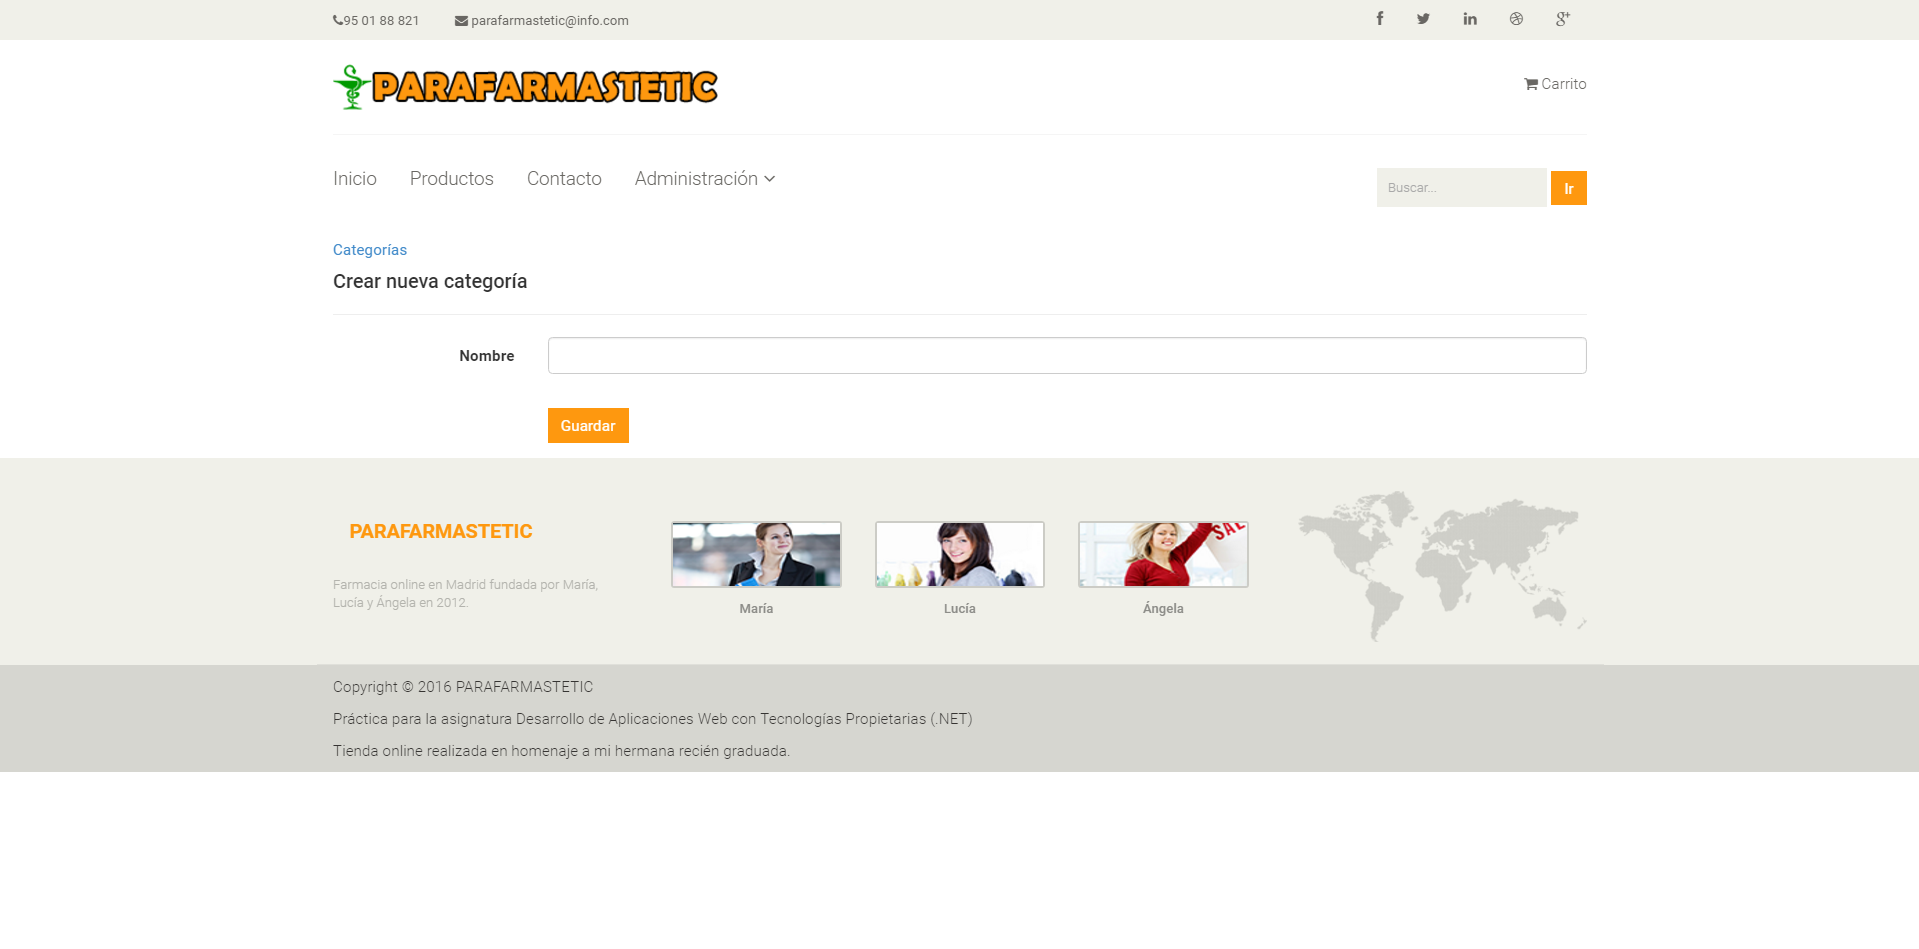 95 01 88 821 parafarmastetic@info.com
PARAFARMASTETIC
Carrito
Inicio Productos Contacto Administración
Buscar... Ir
Categorías
Crear nueva categoría
Nombre
Guardar
PARAFARMASTETIC
Farmacia online en Madrid fundada por María,
Lucía y Ángela en 2012.
SAL
María Lucía Ángela
Copyright © 2016 PARAFARMASTETIC
Práctica para la asignatura Desarrollo de Aplicaciones Web con Tecnologías Propietarias (.NET)
Tienda online realizada en homenaje a mi hermana recién graduada.